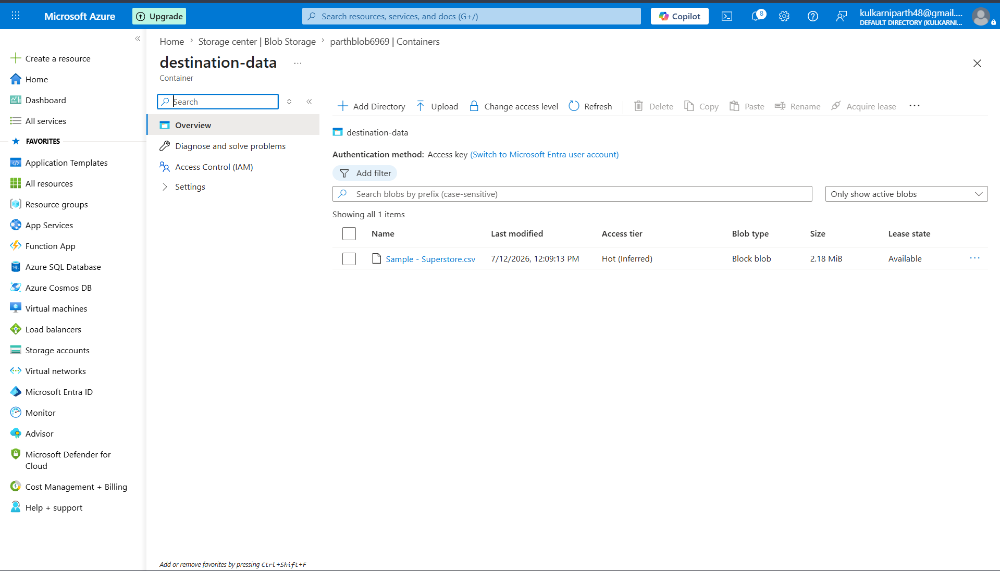 Microsoft Azure
Upgrade
Search resources, services, and docs (G+/)
Copilot
8
kulkarniparth48@gmail....
DEFAULT DIRECTORY (KULKARNI...
Create a resource
Home
Dashboard
All services
FAVORITES
Application Templates
All resources
Resource groups
App Services
Function App
Azure SQL Database
Azure Cosmos DB
Virtual machines
Load balancers
Storage accounts
Virtual networks
Microsoft Entra ID
Monitor
Advisor
Microsoft Defender for
Cloud
Cost Management + Billing
Help + support
Home > Storage center | Blob Storage > parthblob6969 | Containers
destination-data ...
Container
Search
Overview
Diagnose and solve problems
Access Control (IAM)
Settings
Add or remove favorites by pressing Ctrl+Shift+F
Add Directory Upload Change access level Refresh Delete Copy Paste Rename Acquire lease ...
destination-data
Authentication method: Access key (Switch to Microsoft Entra user account)
Add filter
Search blobs by prefix (case-sensitive)
Only show active blobs
Showing all 1 items
Name Last modified Access tier Blob type Size Lease state
Sample - Superstore.csv 7/12/2026, 12:09:13 PM Hot (Inferred) Block blob 2.18 MiB Available ...